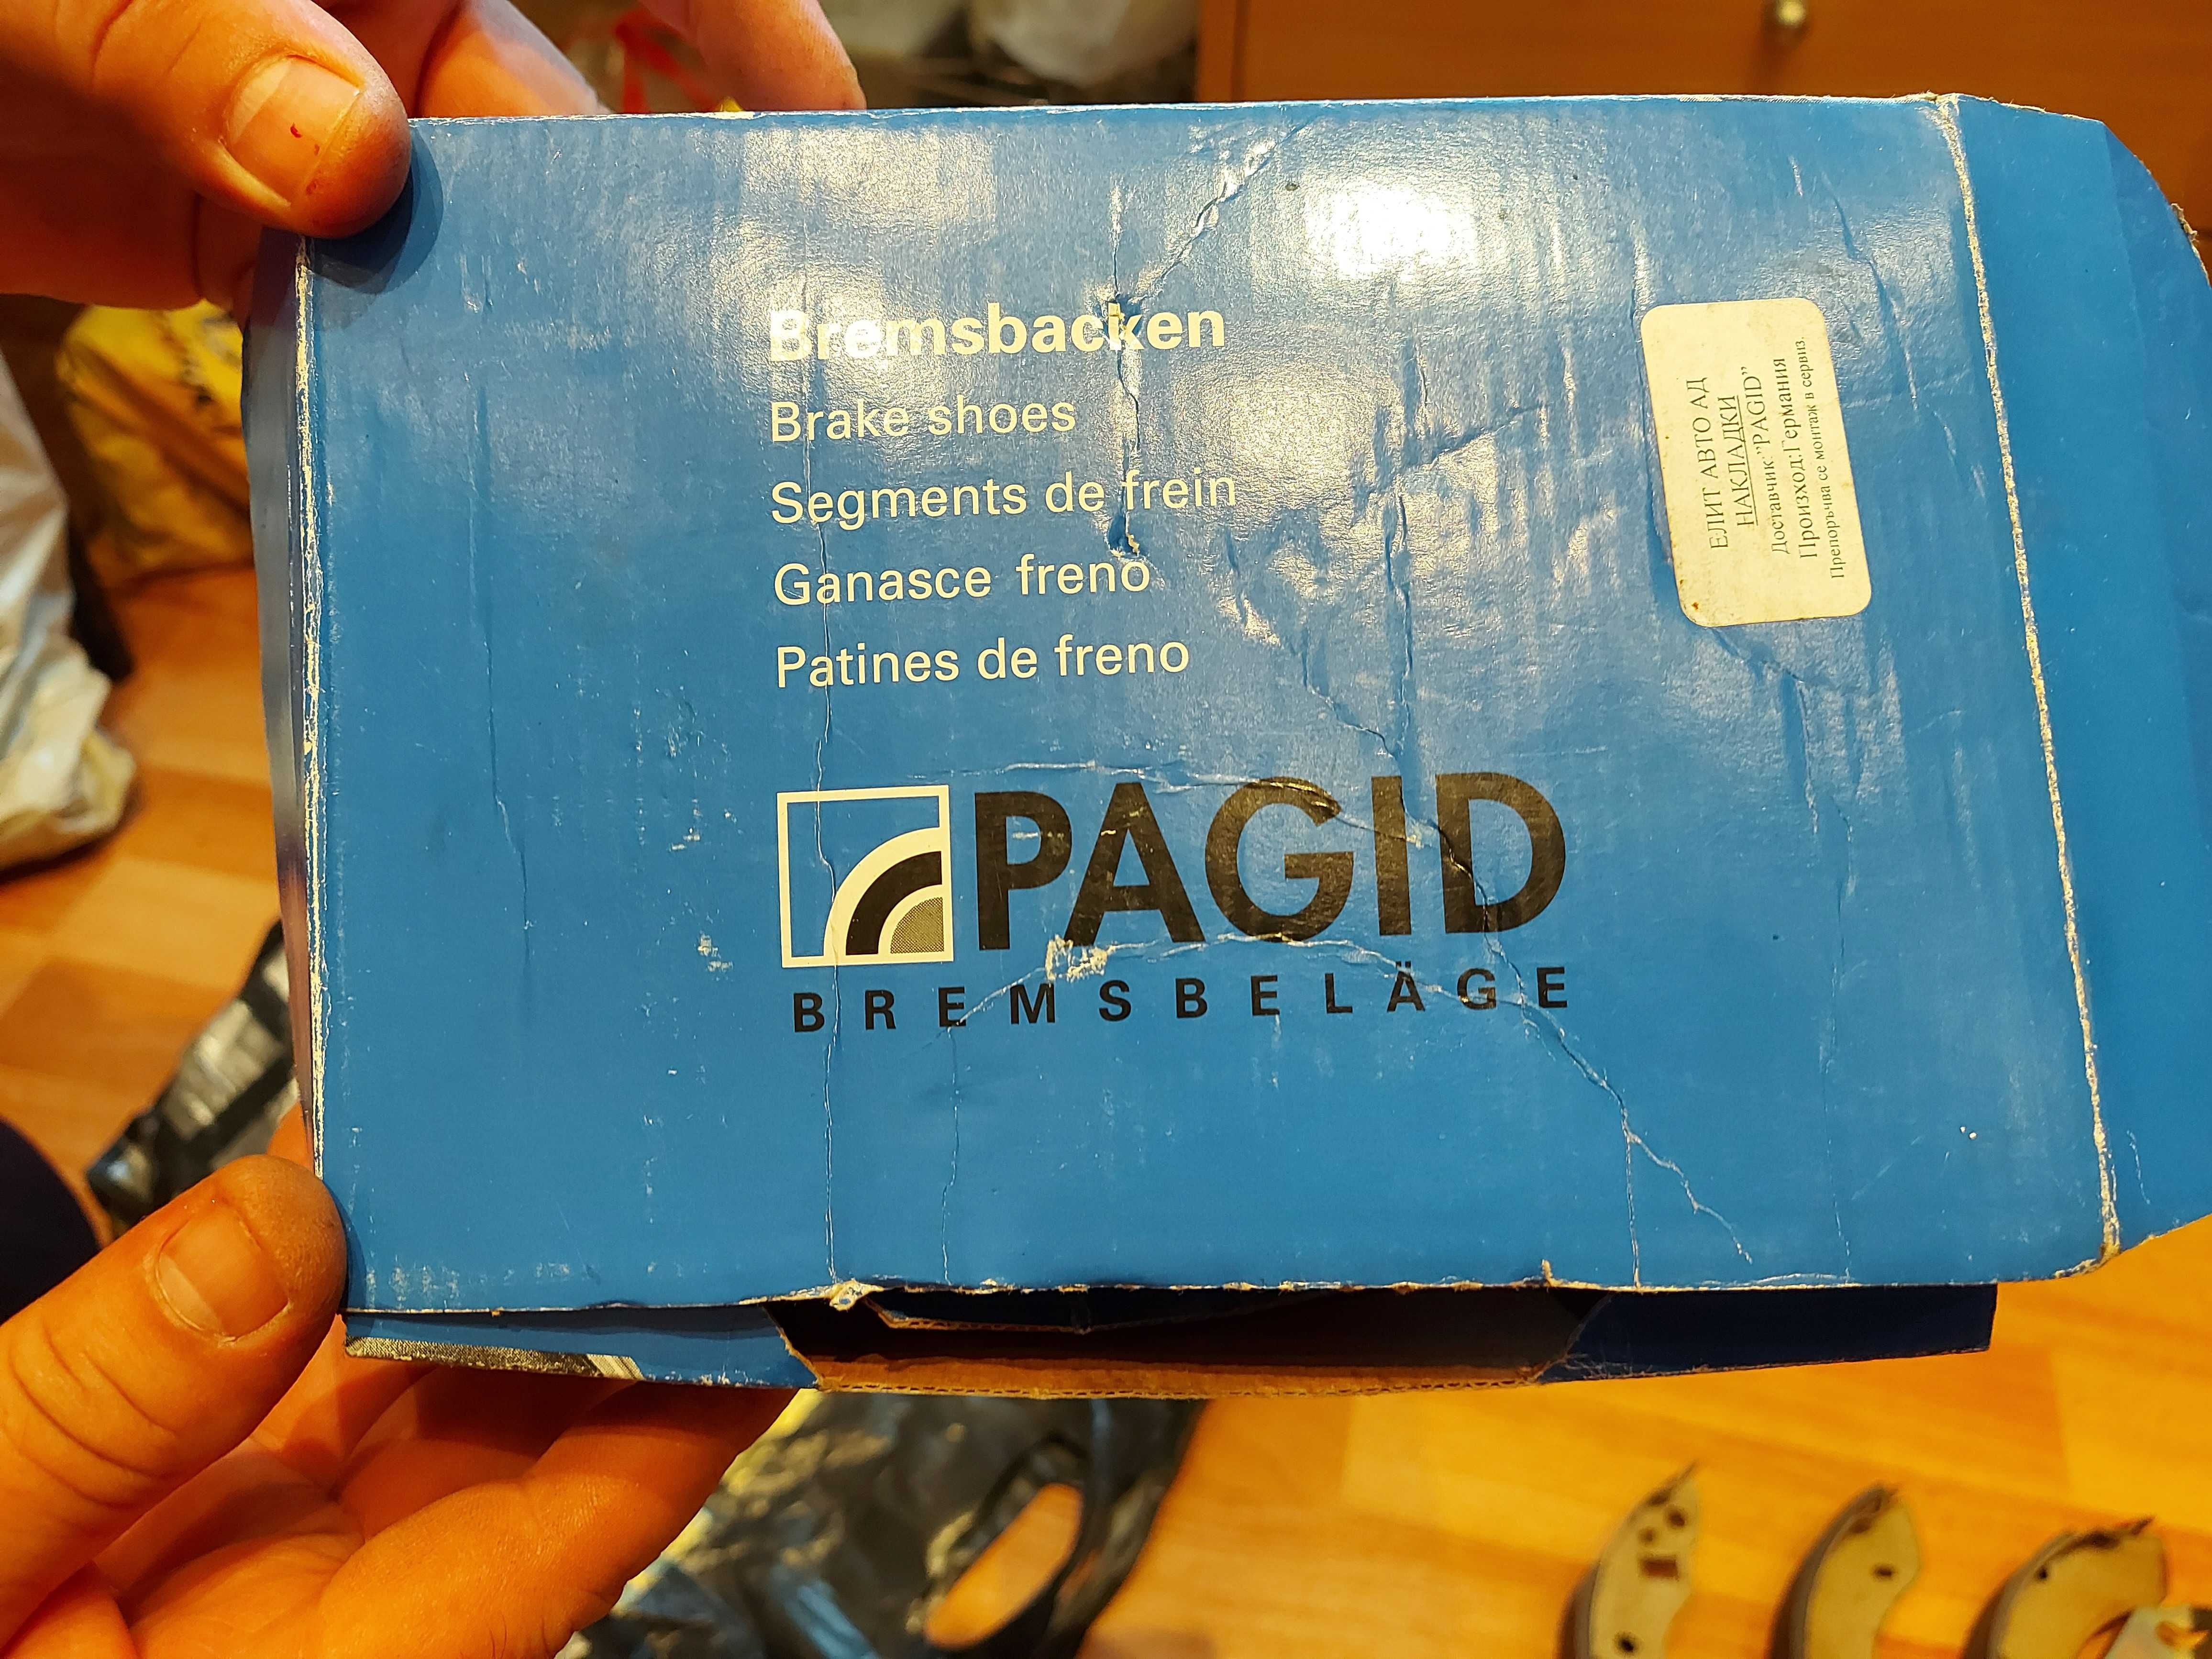 Bremsbacken
Brake shoes
Segments de frein
Ganasce freno
Patines de freno
PAGID
BREMSBELÄGE
ЕЛИТ АВТО АД
НАКЛАДКИ
Доставчик:"PAGID"
Произход:Германия
Препоръчва се монтаж в сервиз.